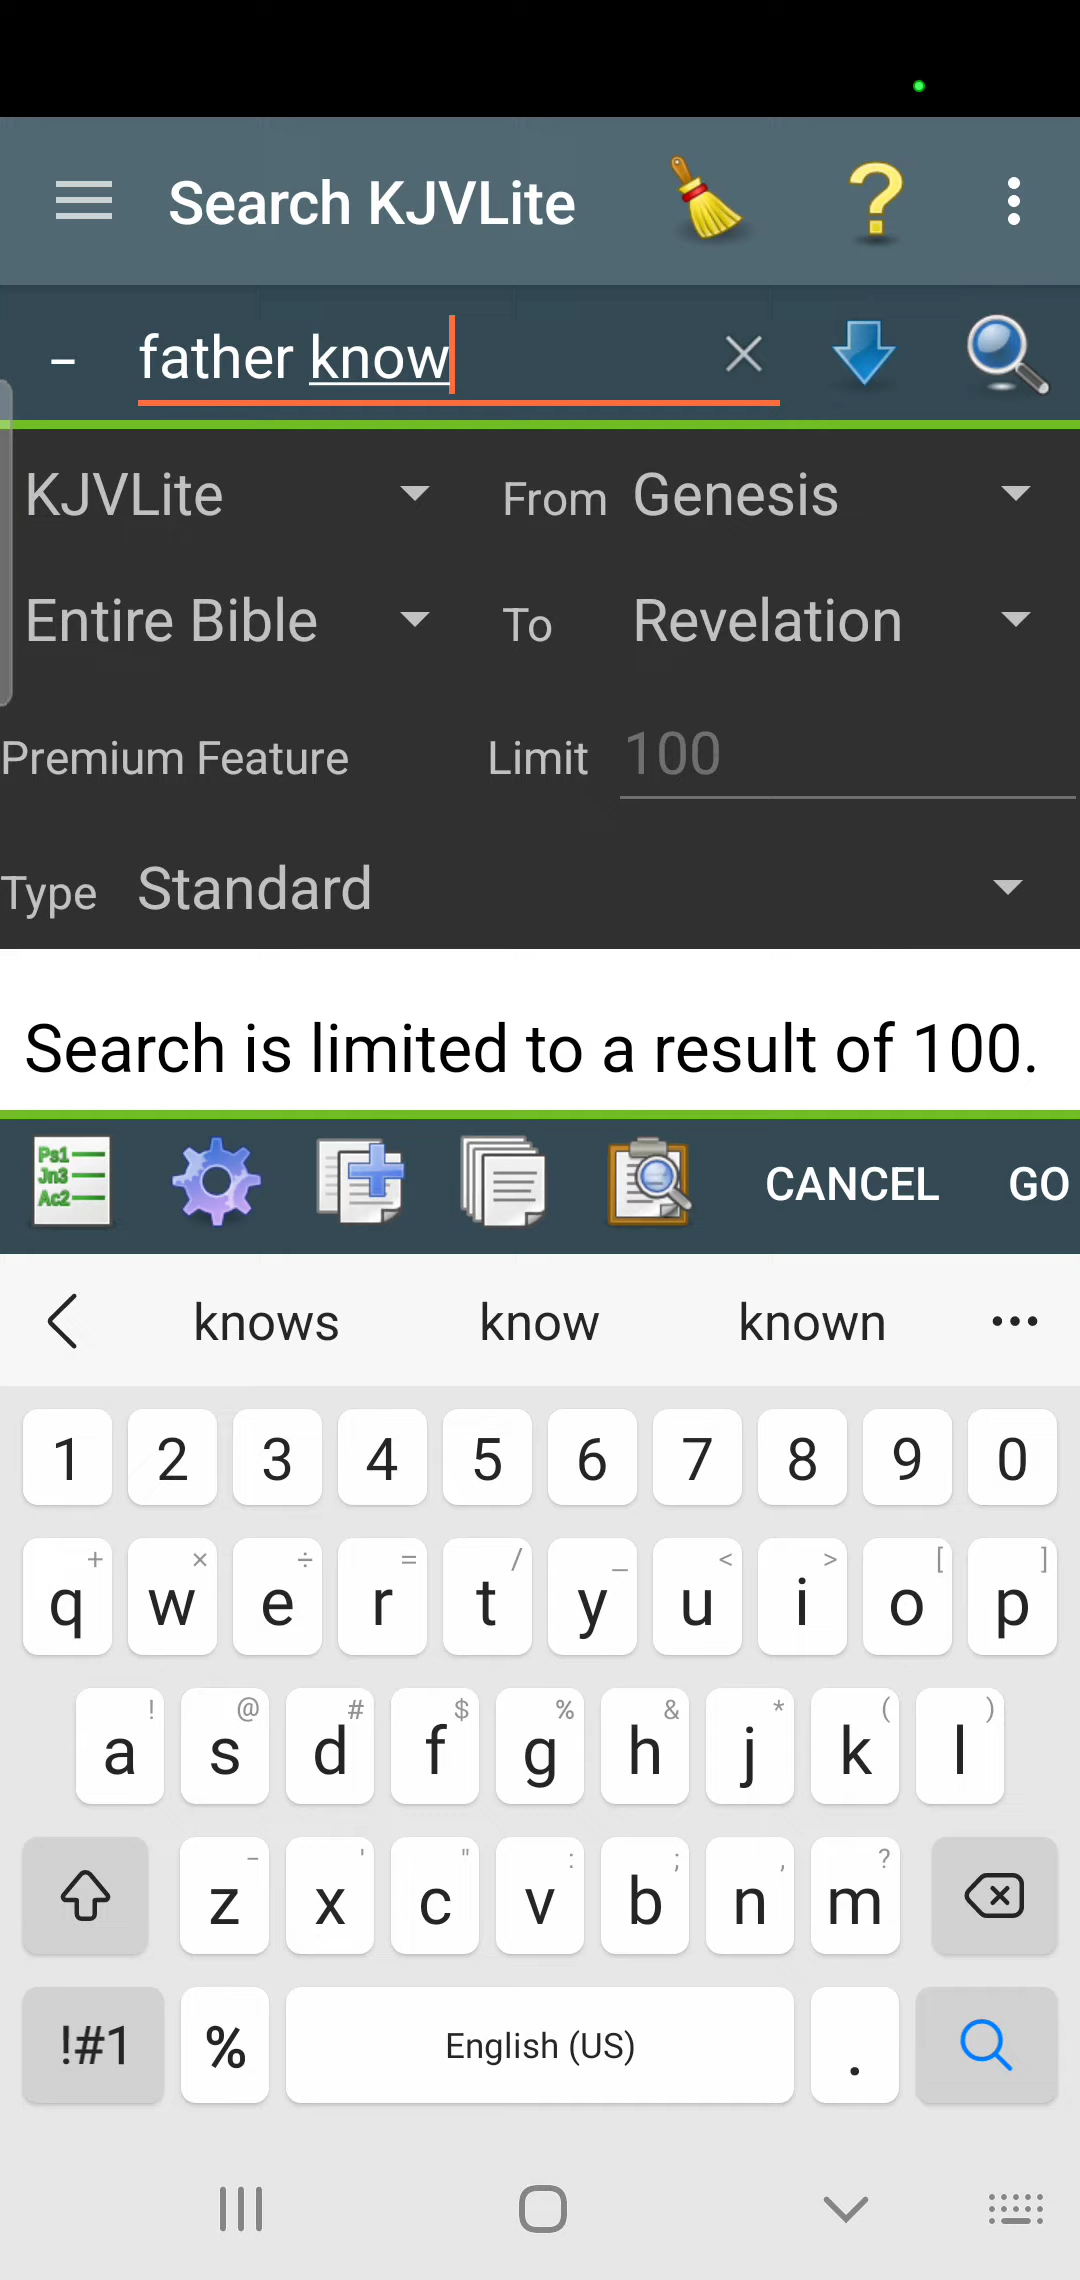 Search KJVLite
?
– father know
KJVLite From Genesis
Entire Bible To Revelation
Premium Feature Limit 100
Type Standard
Search is limited to a result of 100.
Ps1
Jn3
Ac2
CANCEL GO
knows know known ...
1 2 3 4 5 6 7 8 9 0
+ × ÷ = / _ < > [ ]
q w e r t y u i o p
! @ # $ % & * ( )
a s d f g h j k l
– ' " : ; , ?
z x c v b n m
!#1 % English (US) .